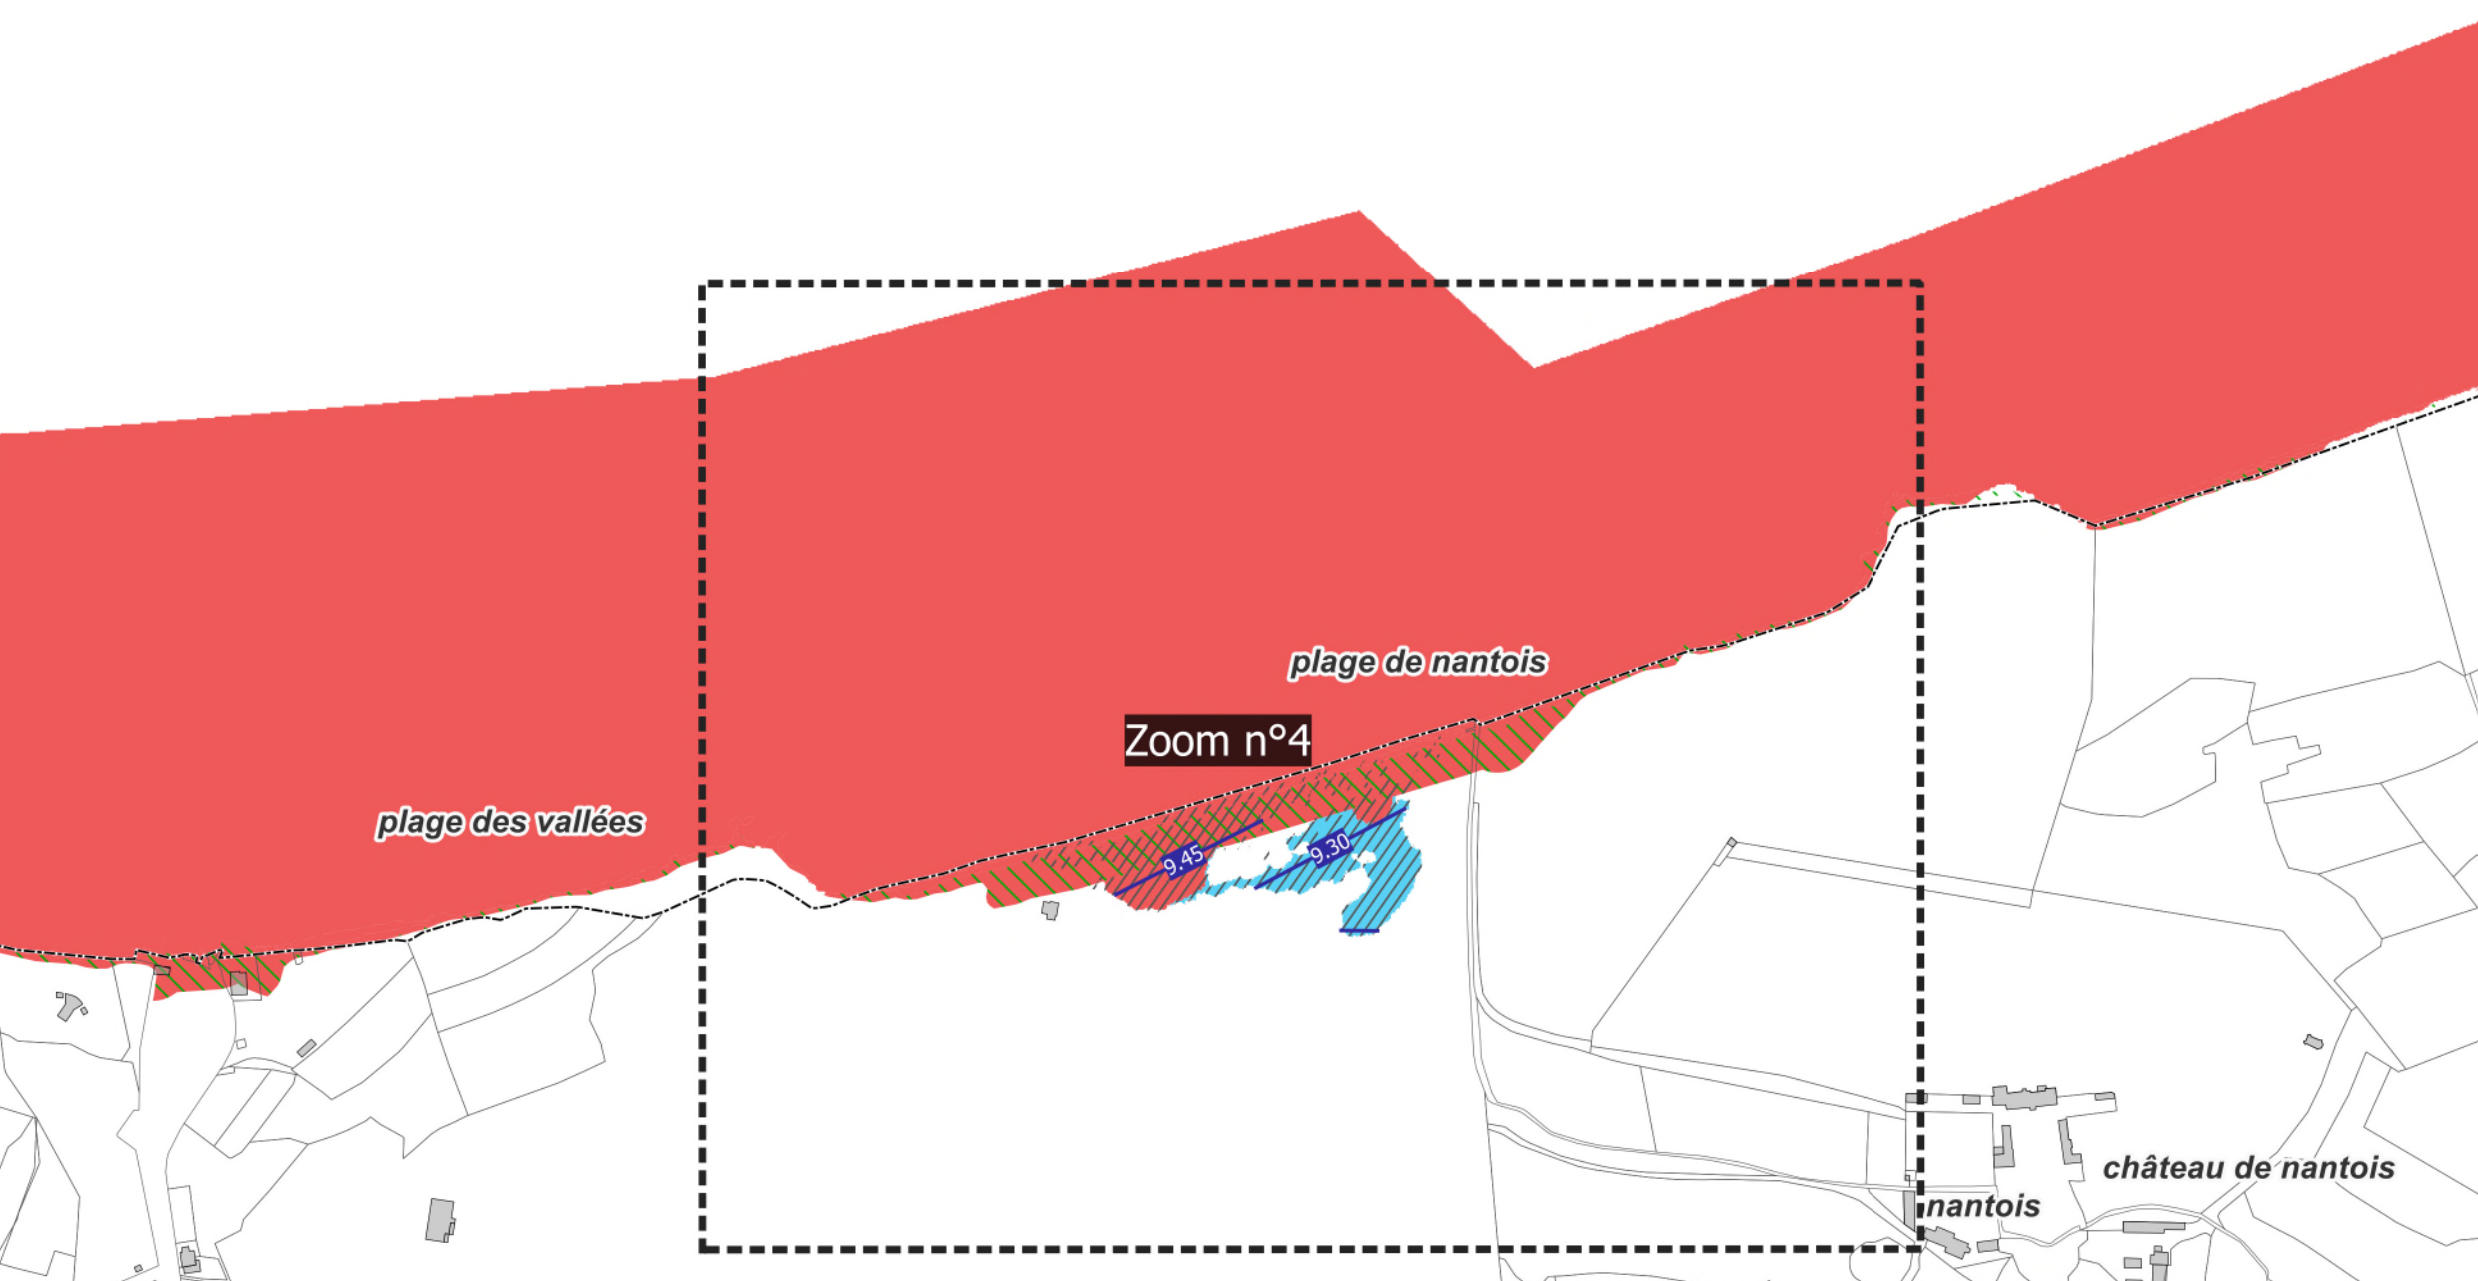 plage de nantois
Zoom n°4
plage des vallées
9.45
9.30
château de nantois
nantois